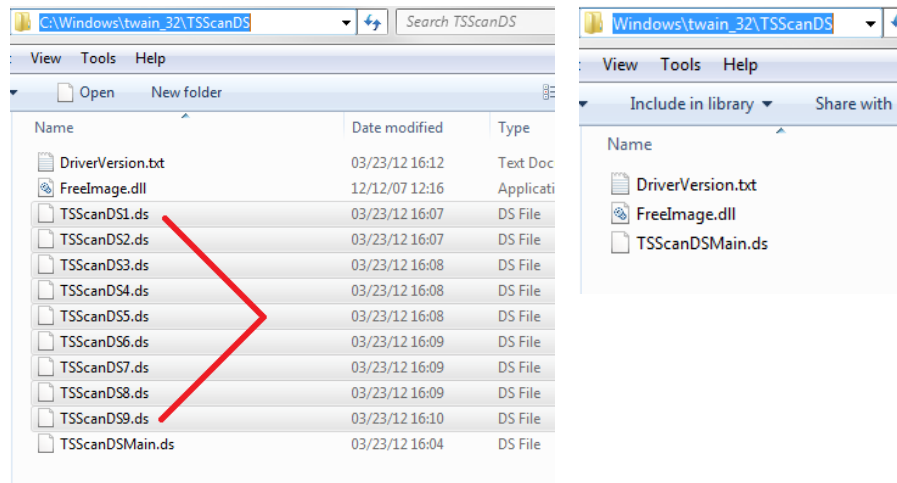 C:\Windows\twain_32\TSScanDS Search TSScanDS
View Tools Help
Open New folder
Name Date modified Type
DriverVersion.txt 03/23/12 16:12 Text Doc
FreeImage.dll 12/12/07 12:16 Applicati
TSScanDS1.ds 03/23/12 16:07 DS File
TSScanDS2.ds 03/23/12 16:07 DS File
TSScanDS3.ds 03/23/12 16:08 DS File
TSScanDS4.ds 03/23/12 16:08 DS File
TSScanDS5.ds 03/23/12 16:08 DS File
TSScanDS6.ds 03/23/12 16:09 DS File
TSScanDS7.ds 03/23/12 16:09 DS File
TSScanDS8.ds 03/23/12 16:09 DS File
TSScanDS9.ds 03/23/12 16:10 DS File
TSScanDSMain.ds 03/23/12 16:04 DS File
Windows\twain_32\TSScanDS
View Tools Help
Include in library Share with
Name
DriverVersion.txt
FreeImage.dll
TSScanDSMain.ds